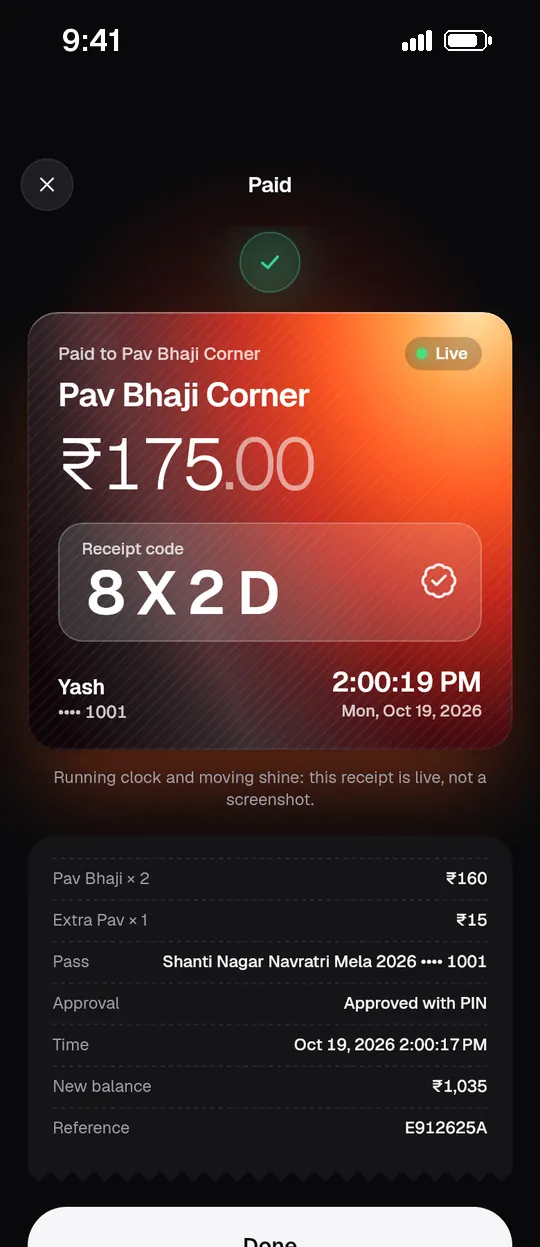 9:41
Paid
Paid to Pav Bhaji Corner
Live
Pav Bhaji Corner
₹175.00
Receipt code
8X2D
Yash
2:00:19 PM
•••• 1001
Mon, Oct 19, 2026
Running clock and moving shine: this receipt is live, not a
screenshot.
Pav Bhaji × 2 ₹160
Extra Pav × 1 ₹15
Pass Shanti Nagar Navratri Mela 2026 •••• 1001
Approval Approved with PIN
Time Oct 19, 2026 2:00:17 PM
New balance ₹1,035
Reference E912625A
Done